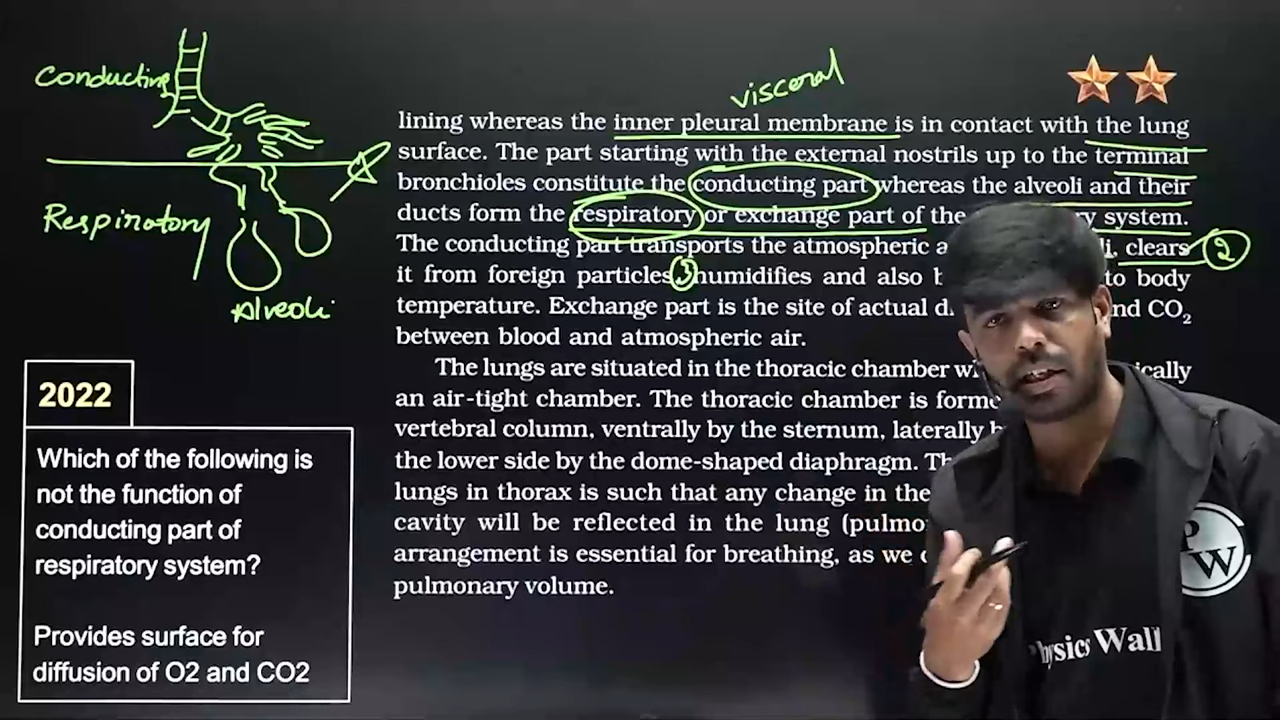 Conducting
Respiratory
Alveoli
visceral
lining whereas the inner pleural membrane is in contact with the lung
surface. The part starting with the external nostrils up to the terminal
bronchioles constitute the conducting part whereas the alveoli and their
ducts form the respiratory or exchange part of the system.
The conducting part transports the atmospheric clears 2
it from foreign particles, 3 humidifies and also to body
temperature. Exchange part is the site of actual CO2
between blood and atmospheric air.
The lungs are situated in the thoracic chamber
an air-tight chamber. The thoracic chamber is
vertebral column, ventrally by the sternum, laterally
the lower side by the dome-shaped diaphragm.
lungs in thorax is such that any change in the
cavity will be reflected in the lung
arrangement is essential for breathing, as we
pulmonary volume.
2022
Which of the following is
not the function of
conducting part of
respiratory system?
Provides surface for
diffusion of O2 and CO2
PW
Physics Wall